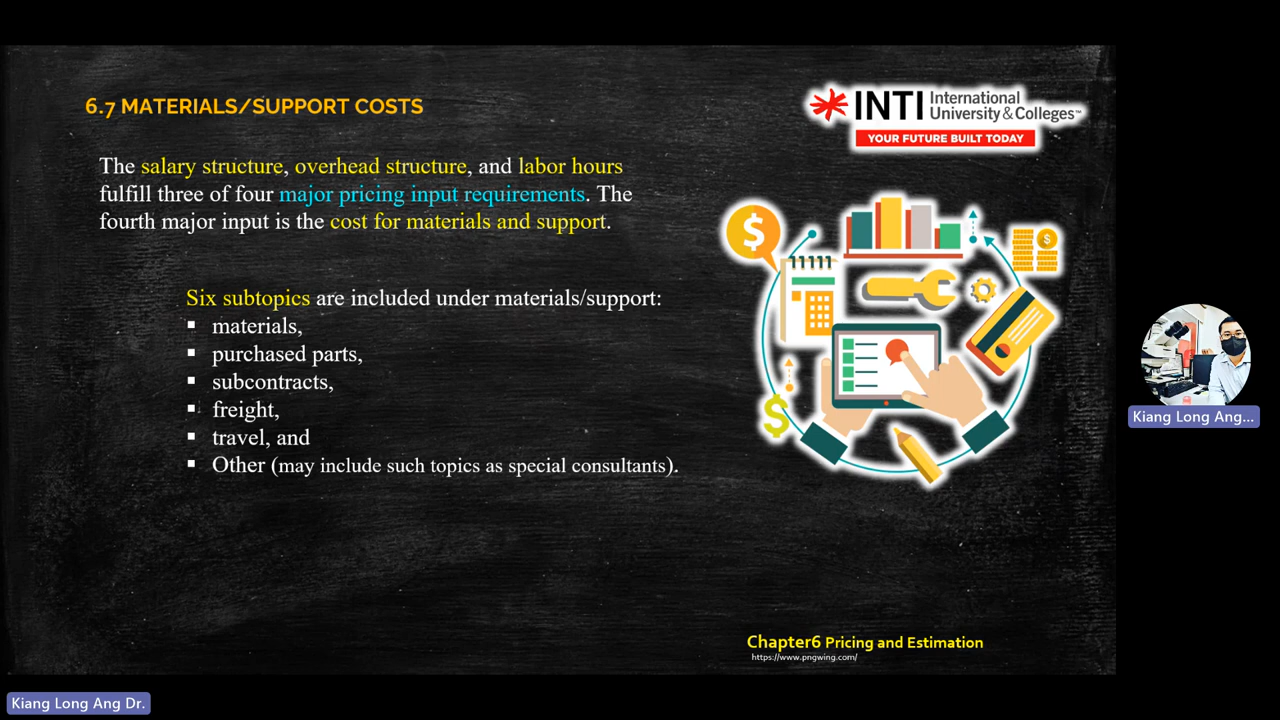 6.7 MATERIALS/SUPPORT COSTS
INTI International
University & Colleges™
YOUR FUTURE BUILT TODAY
The salary structure, overhead structure, and labor hours
fulfill three of four major pricing input requirements. The
fourth major input is the cost for materials and support.
Six subtopics are included under materials/support:
▪ materials,
▪ purchased parts,
▪ subcontracts,
▪ freight,
▪ travel, and
▪ Other (may include such topics as special consultants).
$
$
$
Chapter6 Pricing and Estimation
https://www.pngwing.com/
Kiang Long Ang...
Kiang Long Ang Dr.